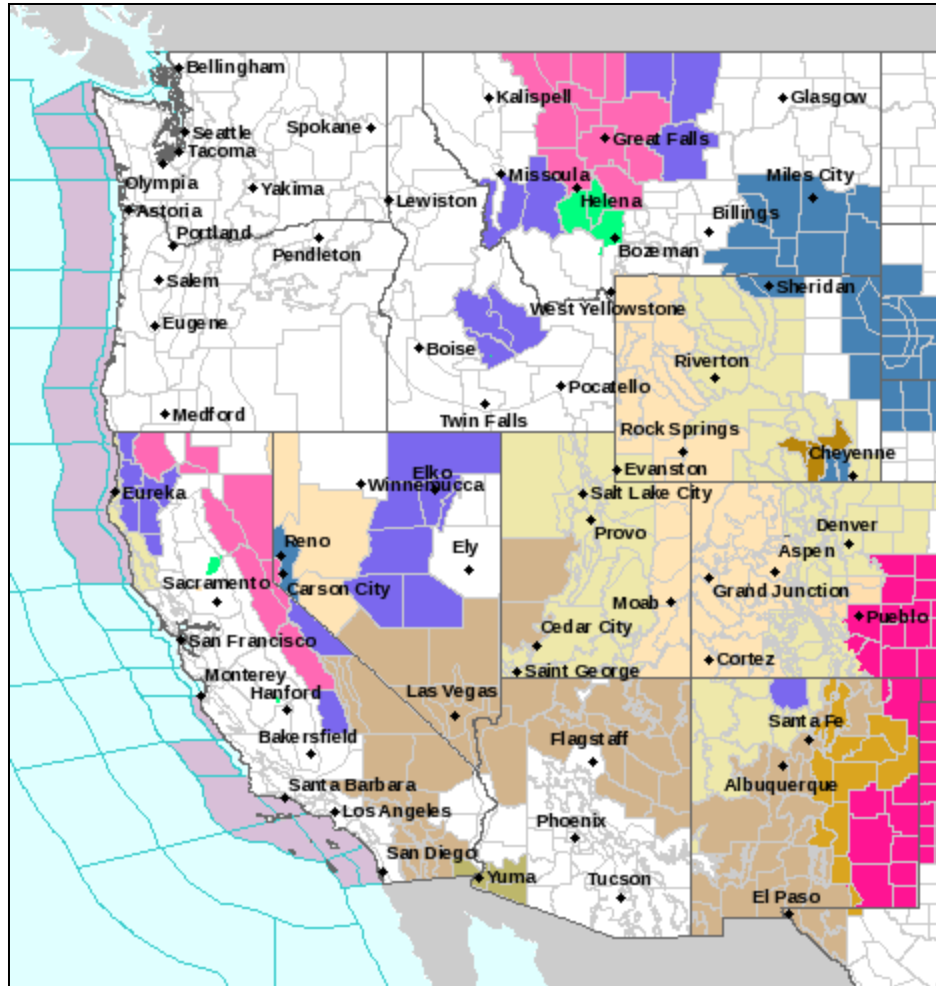 Bellingham
Kalispell
Glasgow
Seattle
Spokane
Great Falls
Tacoma
Olympia
Missoula
Miles City
Yakima
Lewiston
Helena
Astoria
Billings
Portland
Pendleton
Bozeman
Salem
Sheridan
West Yellowstone
Eugene
Boise
Riverton
Pocatello
Medford
Twin Falls
Rock Springs
Cheyenne
Elko
Evanston
Winnemucca
Eureka
Salt Lake City
Provo
Denver
Reno
Ely
Aspen
Sacramento
Carson City
Grand Junction
Moab
Pueblo
Cedar City
San Francisco
Cortez
Saint George
Monterey
Hanford
Las Vegas
Santa Fe
Bakersfield
Flagstaff
Albuquerque
Santa Barbara
Los Angeles
Phoenix
San Diego
Yuma
Tucson
El Paso